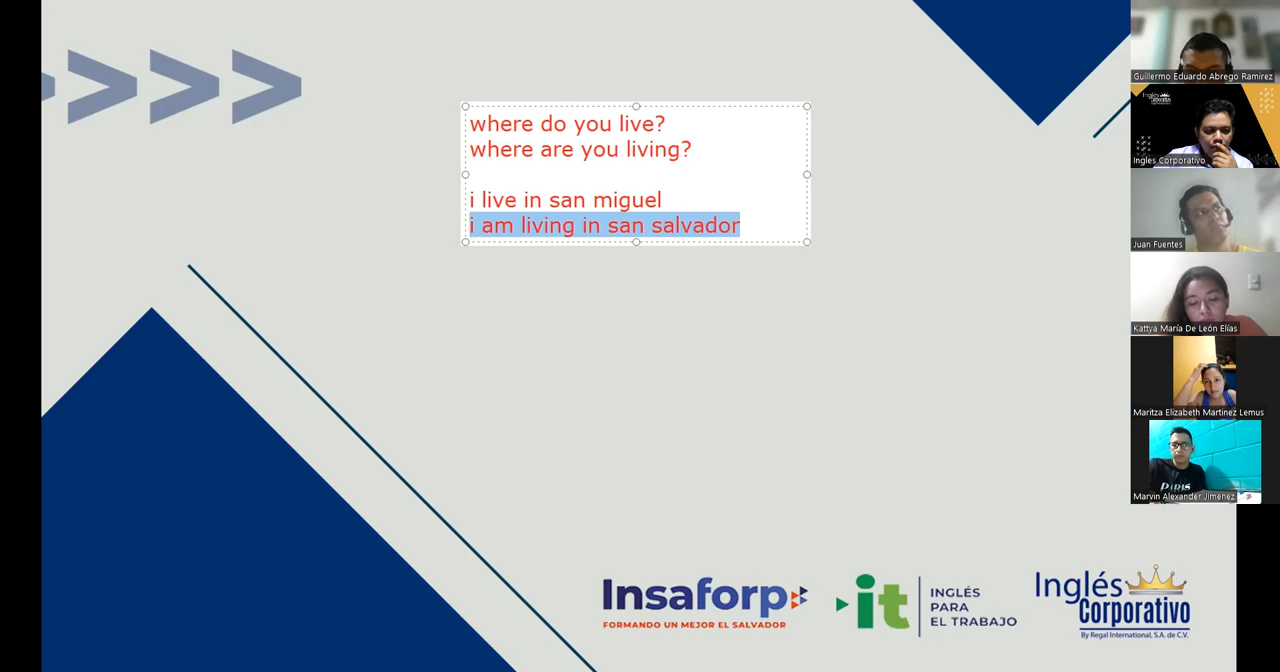 where do you live?
where are you living?
i live in san miguel
i am living in san salvador
Guillermo Eduardo Abrego Ramirez
Ingles Corporativo
Juan Fuentes
Kattya María De León Elías
Maritza Elizabeth Martinez Lemus
PARIS
Marvin Alexander Jimenez
Insaforp
FORMANDO UN MEJOR EL SALVADOR
it
INGLÉS
PARA
EL TRABAJO
Inglés
Corporativo
By Regal International, S.A. de C.V.